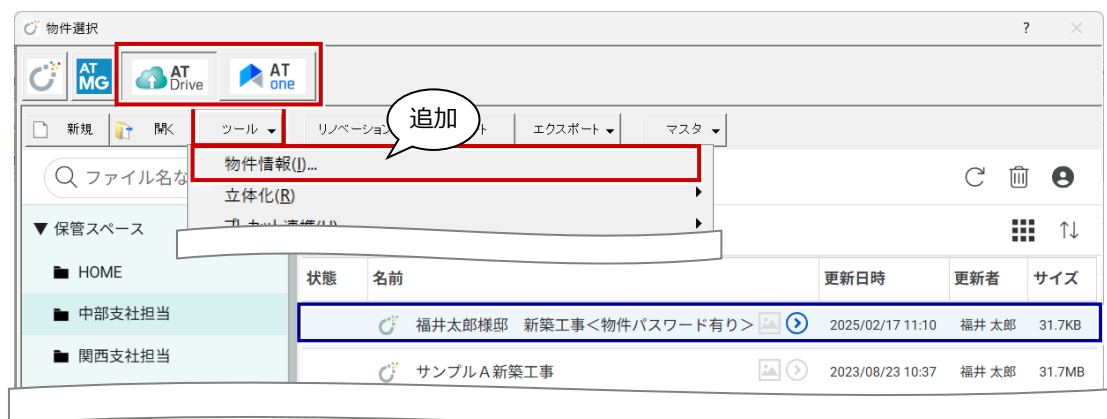 物件選択
?
AT MG
AT Drive
AT one
新規 開く ツール リノベーション エクスポート マスタ
追加
物件情報(I)...
ファイル名な
立体化(R)
▼ 保管スペース
HOME
状態 名前 更新日時 更新者 サイズ
中部支社担当
福井太郎様邸 新築工事<物件パスワード有り> 2025/02/17 11:10 福井 太郎 31.7KB
関西支社担当
サンプルA新築工事 2023/08/23 10:37 福井 太郎 31.7MB